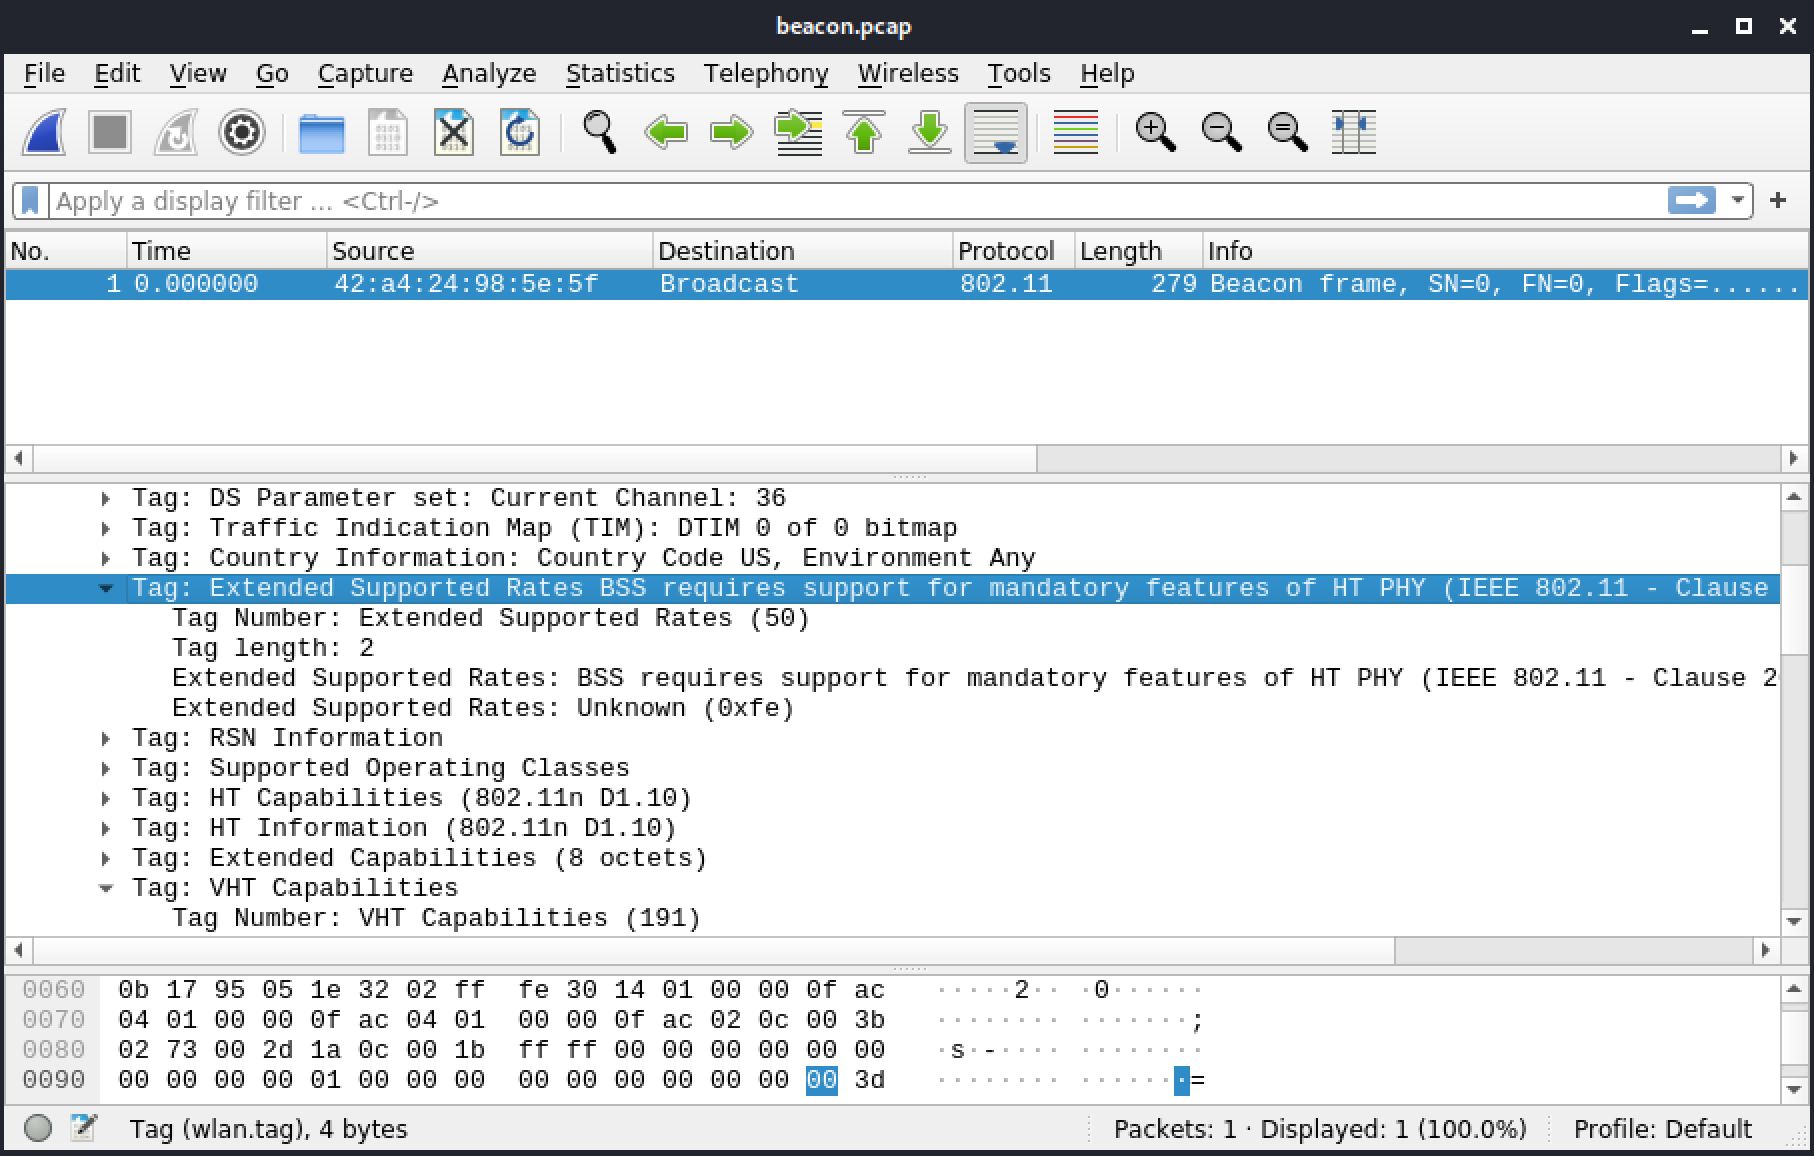 beacon.pcap
File Edit View Go Capture Analyze Statistics Telephony Wireless Tools Help
Apply a display filter ... <Ctrl-/>
+
No. Time Source Destination Protocol Length Info
1 0.000000 42:a4:24:98:5e:5f Broadcast 802.11 279 Beacon frame, SN=0, FN=0, Flags=......
Tag: DS Parameter set: Current Channel: 36
Tag: Traffic Indication Map (TIM): DTIM 0 of 0 bitmap
Tag: Country Information: Country Code US, Environment Any
Tag: Extended Supported Rates BSS requires support for mandatory features of HT PHY (IEEE 802.11 - Clause
Tag Number: Extended Supported Rates (50)
Tag length: 2
Extended Supported Rates: BSS requires support for mandatory features of HT PHY (IEEE 802.11 - Clause 2
Extended Supported Rates: Unknown (0xfe)
Tag: RSN Information
Tag: Supported Operating Classes
Tag: HT Capabilities (802.11n D1.10)
Tag: HT Information (802.11n D1.10)
Tag: Extended Capabilities (8 octets)
Tag: VHT Capabilities
Tag Number: VHT Capabilities (191)
0060 0b 17 95 05 1e 32 02 ff fe 30 14 01 00 00 0f ac ·····2·· ·0······
0070 04 01 00 00 0f ac 04 01 00 00 0f ac 02 0c 00 3b ········ ·······;
0080 02 73 00 2d 1a 0c 00 1b ff ff 00 00 00 00 00 00 ·s·-···· ········
0090 00 00 00 00 01 00 00 00 00 00 00 00 00 00 00 3d ········ ·······=
Tag (wlan.tag), 4 bytes
Packets: 1 · Displayed: 1 (100.0%)
Profile: Default